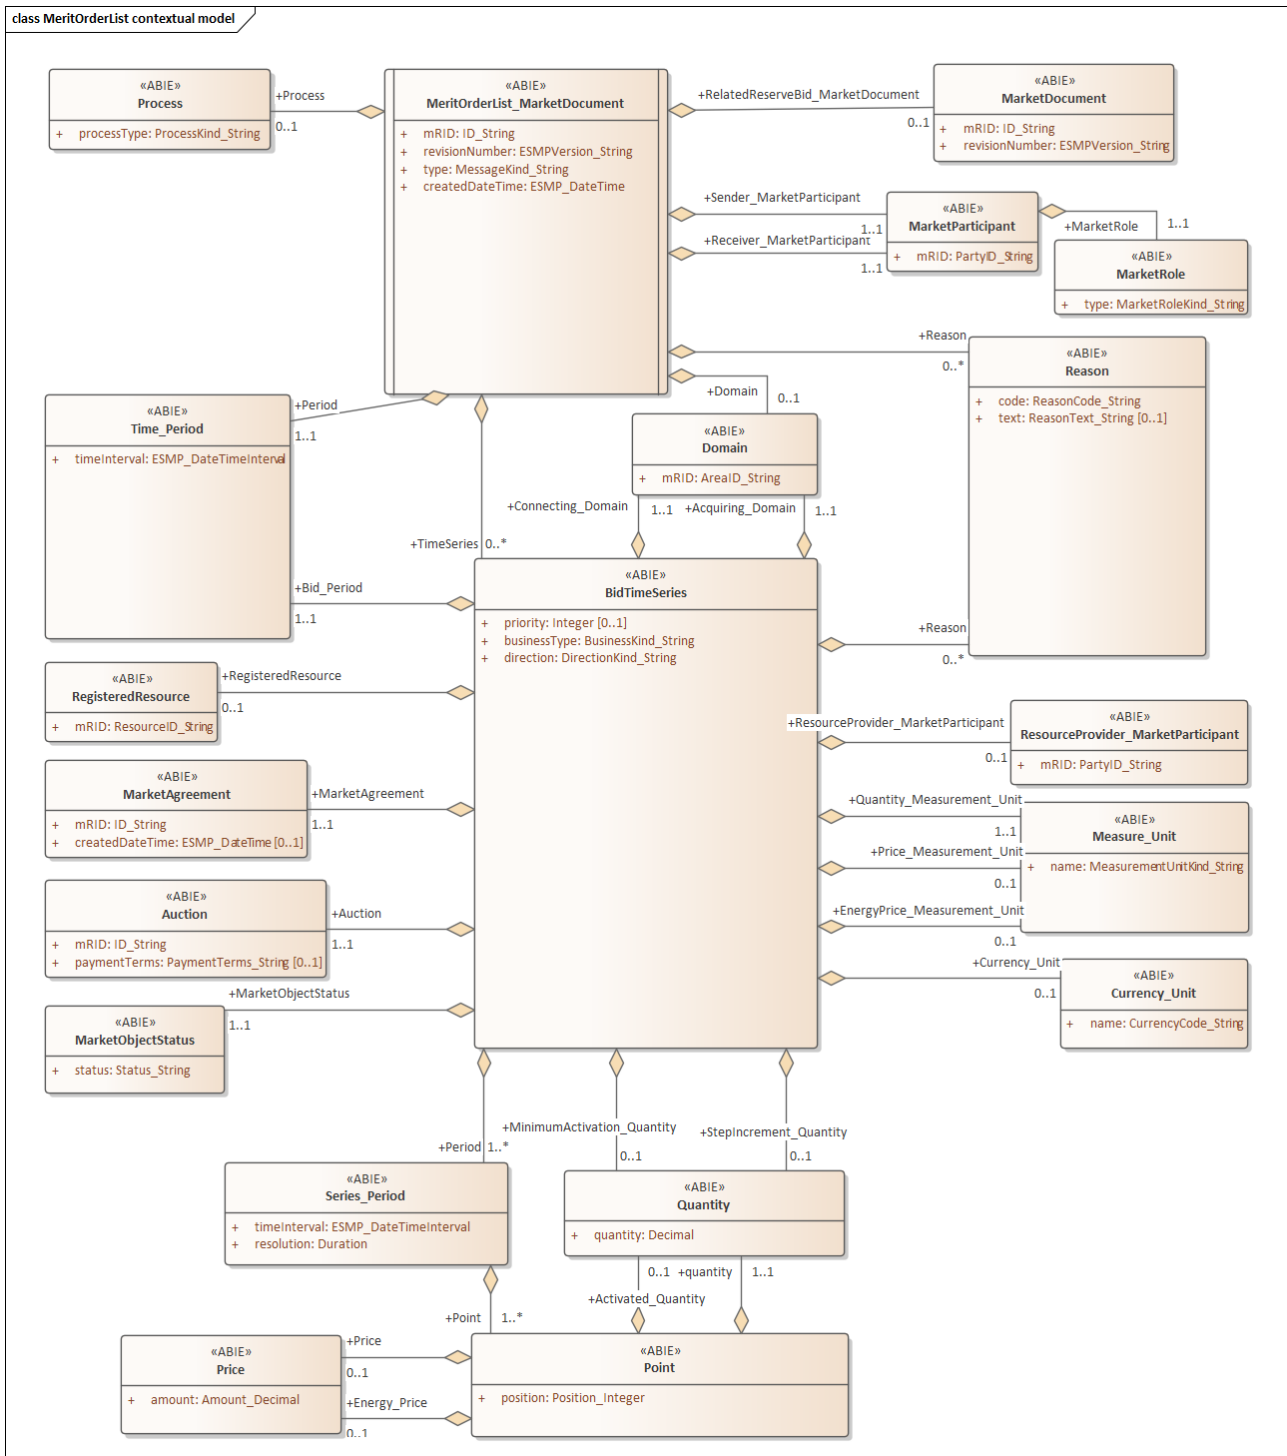 class MeritOrderList contextual model
«ABIE»
Process
+ processType: ProcessKind_String
+Process
0..1
«ABIE»
MeritOrderList_MarketDocument
+ mRID: ID_String
+ revisionNumber: ESMPVersion_String
+ type: MessageKind_String
+ createdDateTime: ESMP_DateTime
+RelatedReserveBid_MarketDocument
0..1
«ABIE»
MarketDocument
+ mRID: ID_String
+ revisionNumber: ESMPVersion_String
+Sender_MarketParticipant
1..1
+Receiver_MarketParticipant
1..1
«ABIE»
MarketParticipant
+ mRID: PartyID_String
+MarketRole
1..1
«ABIE»
MarketRole
+ type: MarketRoleKind_String
+Reason
0..*
«ABIE»
Reason
+ code: ReasonCode_String
+ text: ReasonText_String [0..1]
+Domain
0..1
«ABIE»
Domain
+ mRID: AreaID_String
+Period
1..1
«ABIE»
Time_Period
+ timeInterval: ESMP_DateTimeInterval
+Connecting_Domain
1..1
+Acquiring_Domain
1..1
+TimeSeries
0..*
+Bid_Period
1..1
«ABIE»
BidTimeSeries
+ priority: Integer [0..1]
+ businessType: BusinessKind_String
+ direction: DirectionKind_String
+Reason
0..*
«ABIE»
RegisteredResource
+ mRID: ResourceID_String
+RegisteredResource
0..1
+ResourceProvider_MarketParticipant
0..1
«ABIE»
ResourceProvider_MarketParticipant
+ mRID: PartyID_String
«ABIE»
MarketAgreement
+ mRID: ID_String
+ createdDateTime: ESMP_DateTime [0..1]
+MarketAgreement
1..1
+Quantity_Measurement_Unit
1..1
+Price_Measurement_Unit
0..1
+EnergyPrice_Measurement_Unit
0..1
«ABIE»
Measure_Unit
+ name: MeasurementUnitKind_String
«ABIE»
Auction
+ mRID: ID_String
+ paymentTerms: PaymentTerms_String [0..1]
+Auction
1..1
+Currency_Unit
0..1
«ABIE»
Currency_Unit
+ name: CurrencyCode_String
+MarketObjectStatus
1..1
«ABIE»
MarketObjectStatus
+ status: Status_String
+Period
1..*
+MinimumActivation_Quantity
0..1
+StepIncrement_Quantity
0..1
«ABIE»
Series_Period
+ timeInterval: ESMP_DateTimeInterval
+ resolution: Duration
«ABIE»
Quantity
+ quantity: Decimal
0..1
+quantity
1..1
+Activated_Quantity
+Point
1..*
«ABIE»
Price
+ amount: Amount_Decimal
+Price
0..1
+Energy_Price
0..1
«ABIE»
Point
+ position: Position_Integer